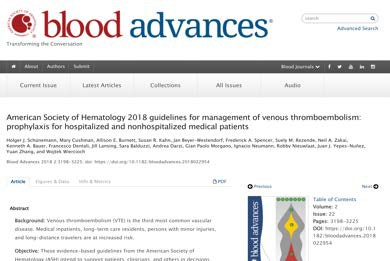 blood advances®
Transforming the Conversation
search
Advanced Search
About Authors Submit
Blood Journals
Current Issue Latest Articles Collections All Issues Audio
American Society of Hematology 2018 guidelines for management of venous thromboembolism:
prophylaxis for hospitalized and nonhospitalized medical patients
Holger J. Schünemann, Mary Cushman, Allison E. Burnett, Susan R. Kahn, Jan Beyer-Westendorf, Frederick A. Spencer, Suely M. Rezende, Neil A. Zakai,
Kenneth A. Bauer, Francesco Dentali, Jill Lansing, Sara Balduzzi, Andrea Darzi, Gian Paolo Morgano, Ignacio Neumann, Robby Nieuwlaat, Juan J. Yepes-Nuñez,
Yuan Zhang, and Wojtek Wiercioch
Blood Advances 2018 2:3198-3225; doi: https://doi.org/10.1182/bloodadvances.2018022954
Article Figures & Data Info & Metrics PDF
Previous Next
Abstract
Background: Venous thromboembolism (VTE) is the third most common vascular
disease. Medical inpatients, long-term care residents, persons with minor injuries,
and long-distance travelers are at increased risk.
Objective: These evidence-based guidelines from the American Society of
Hematology (ASH) intend to support patients, clinicians, and others in decisions
blood advances
Table of Contents
Volume: 2
Issue: 22
Pages: 3198-3225
DOI: https://doi.org/10.1
182/bloodadvances.2018
022954